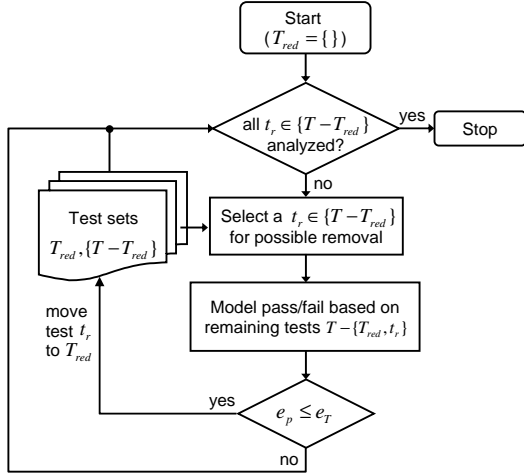 Start
(T_red = {})
all t_r ∈ {T − T_red}
analyzed?
yes
Stop
no
Test sets
T_red, {T − T_red}
Select a t_r ∈ {T − T_red}
for possible removal
Model pass/fail based on
remaining tests T − {T_red, t_r}
move
test t_r
to T_red
yes
e_p ≤ e_T
no